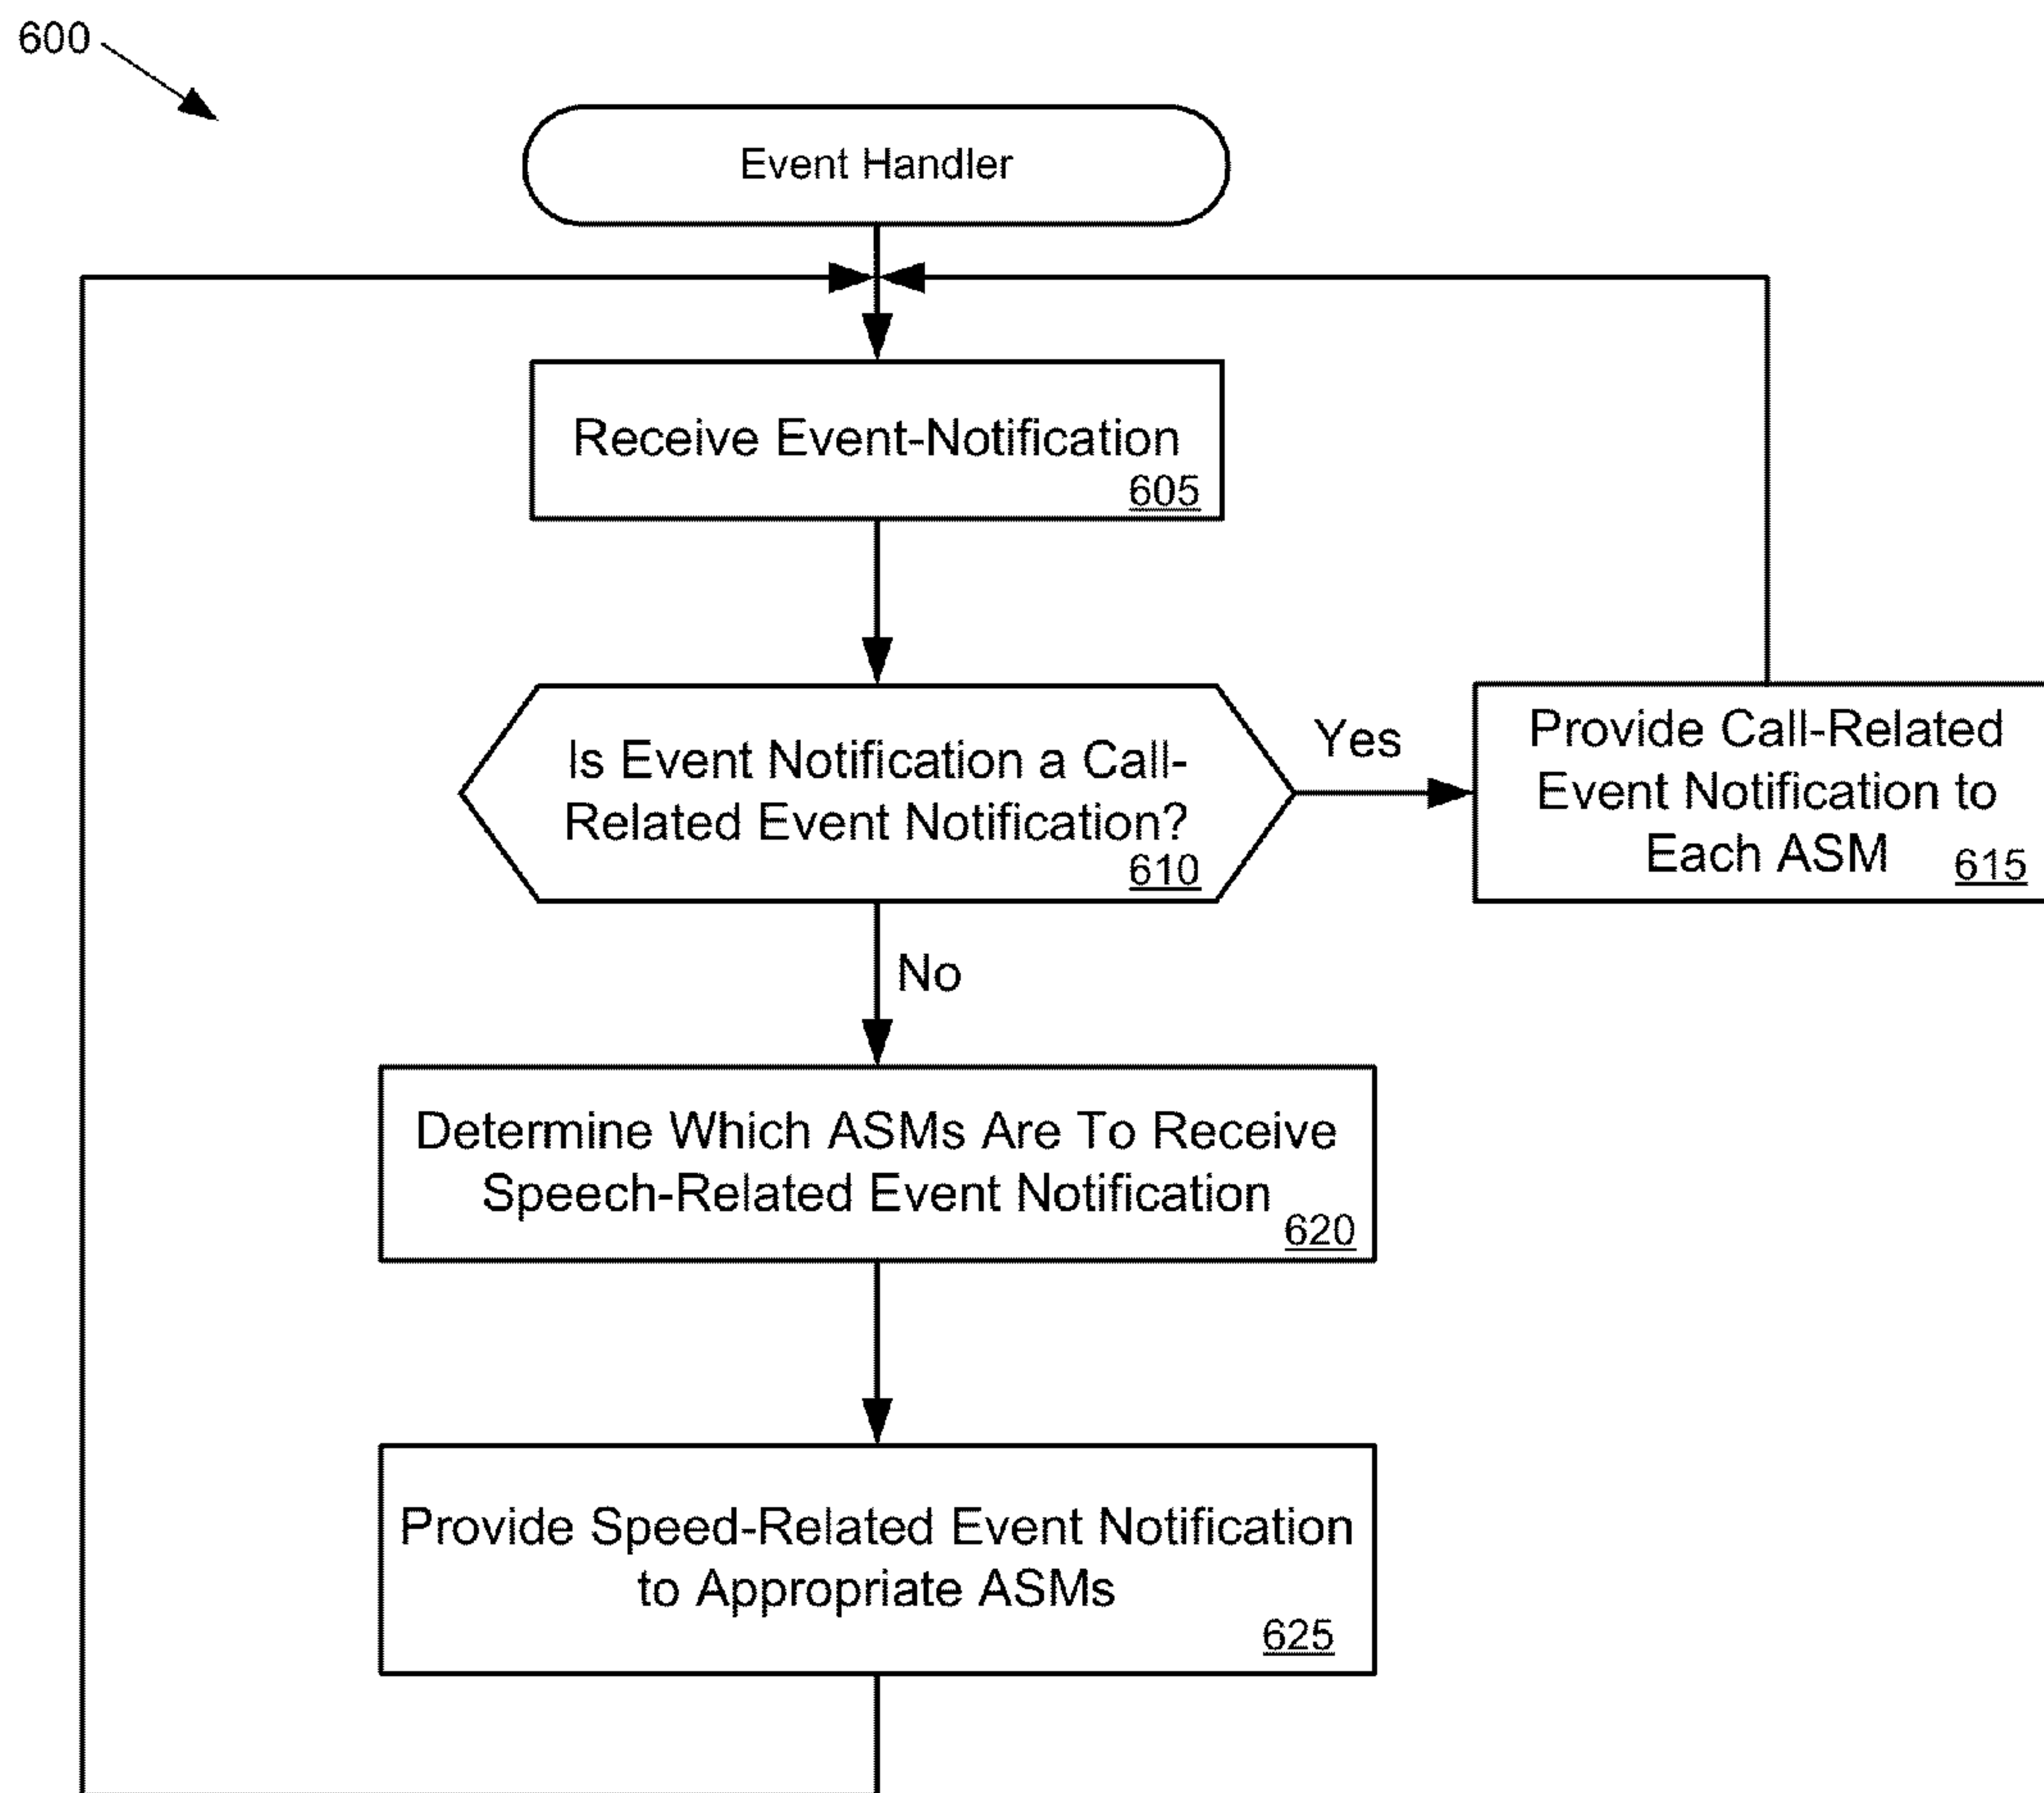 600
Event Handler
Receive Event-Notification
605
Is Event Notification a Call-
Related Event Notification?
610
Yes
Provide Call-Related
Event Notification to
Each ASM
615
No
Determine Which ASMs Are To Receive
Speech-Related Event Notification
620
Provide Speed-Related Event Notification
to Appropriate ASMs
625